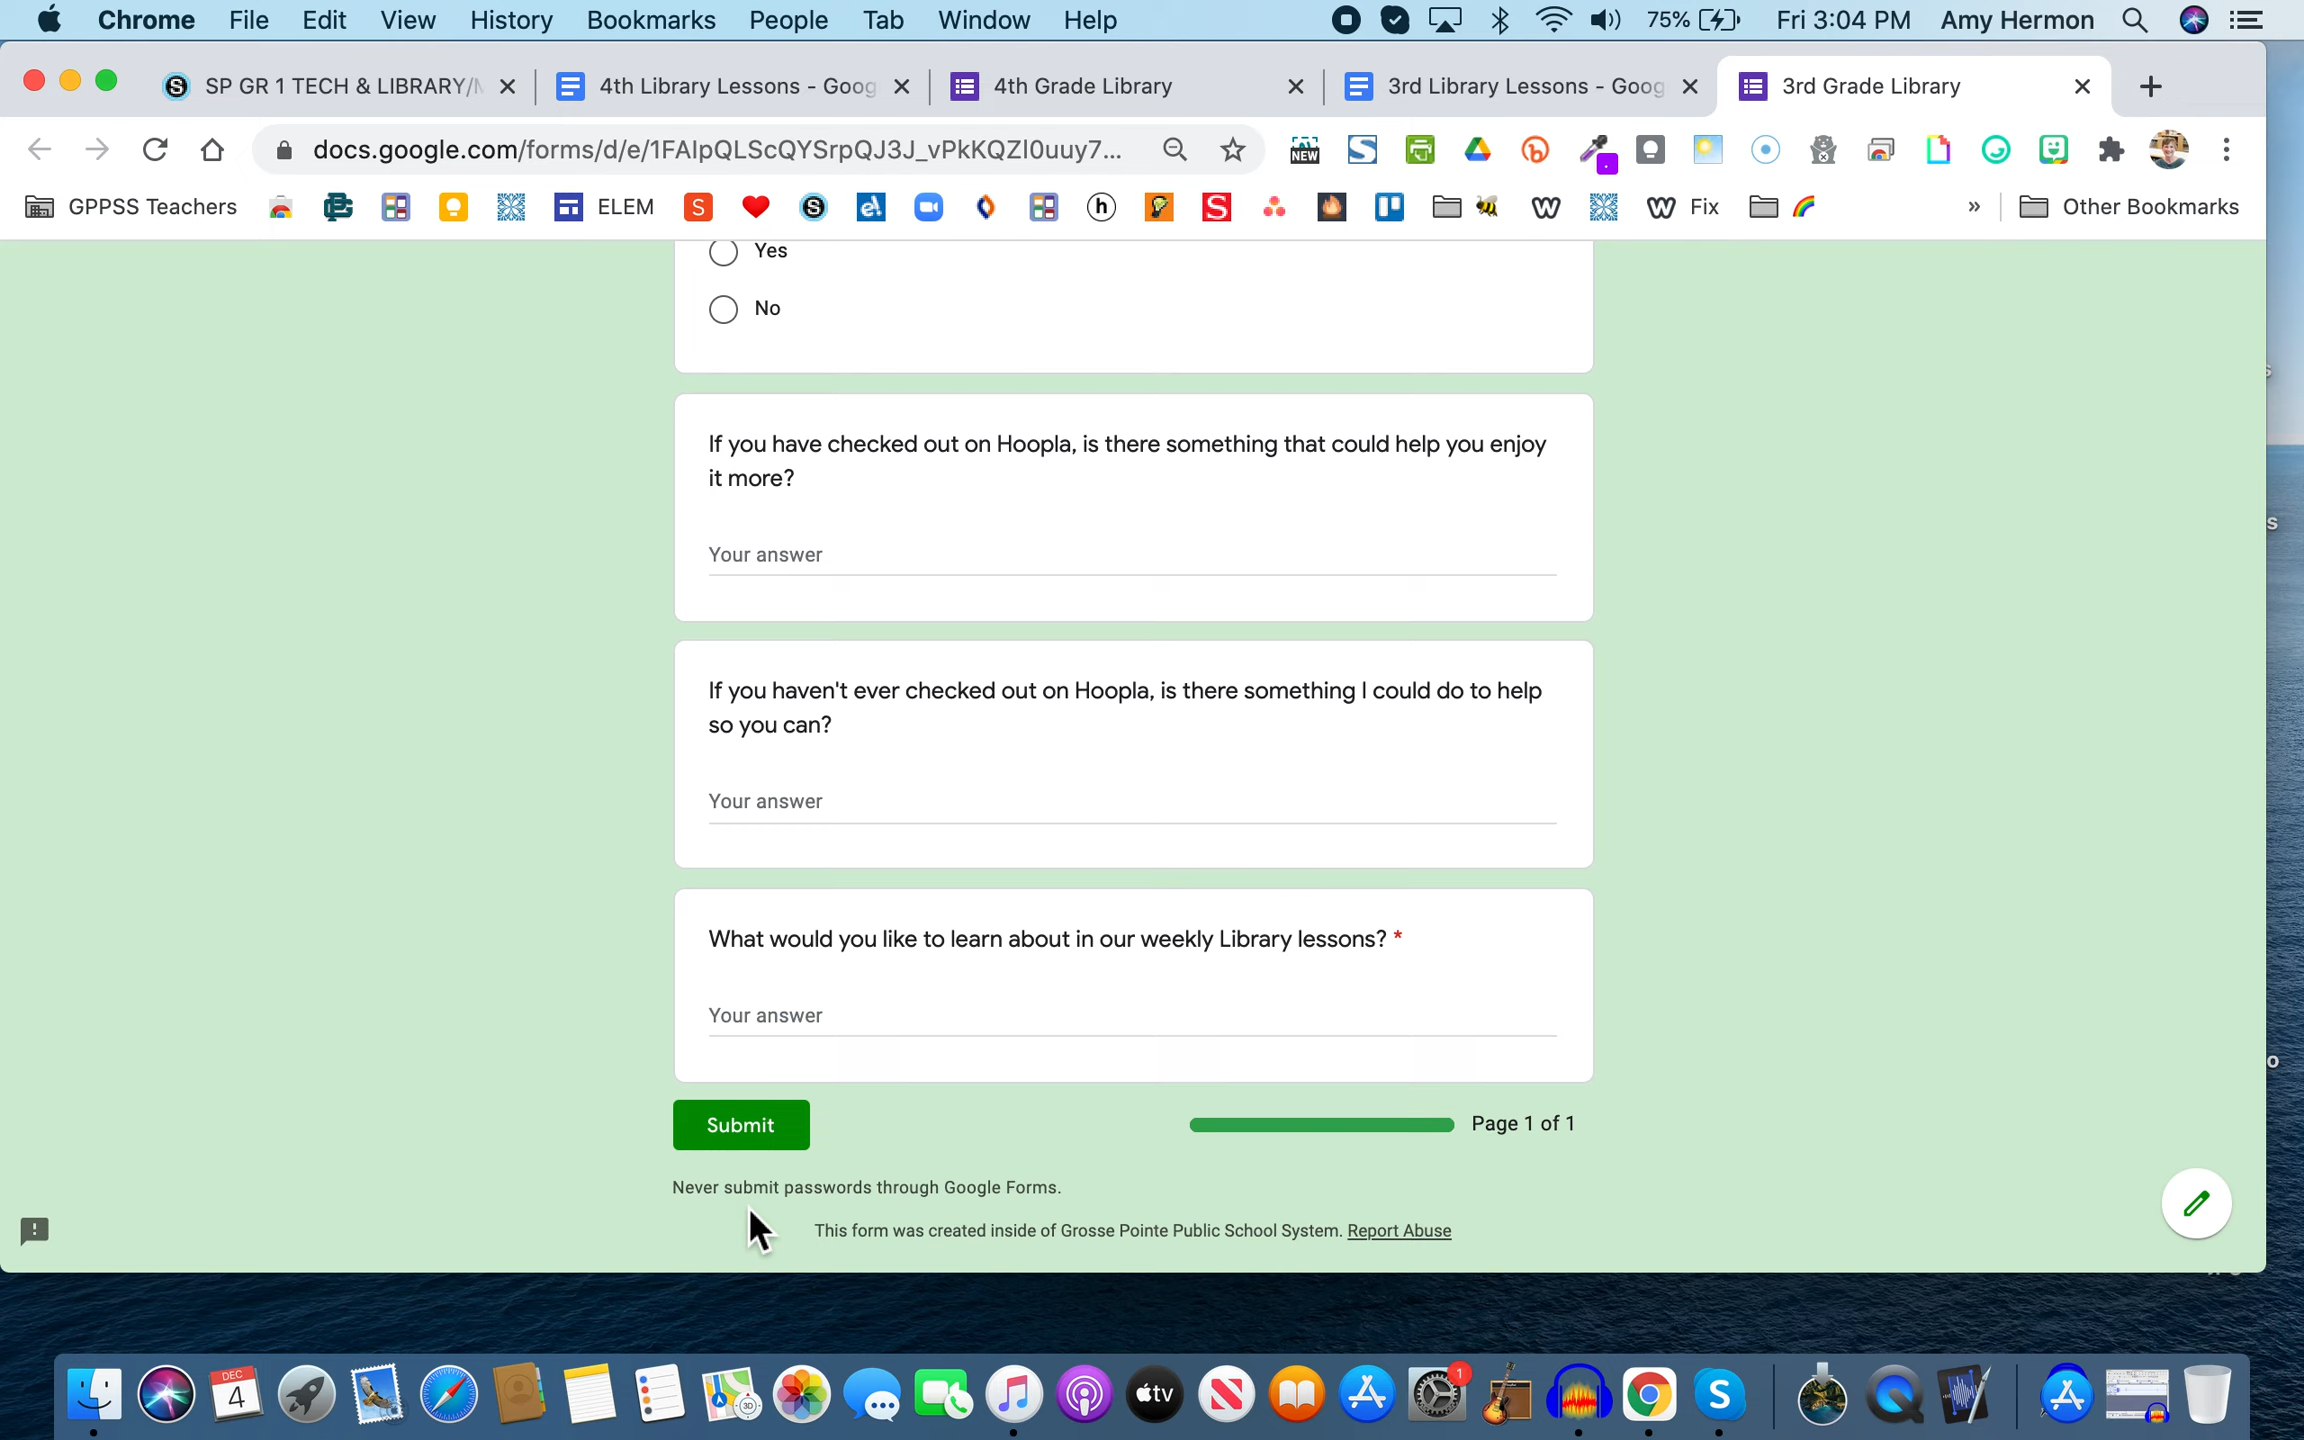 Chrome File Edit View History Bookmarks People Tab Window Help 75% Fri 3:04 PM Amy Hermon
SP GR 1 TECH & LIBRARY/ 4th Library Lessons - Goog 4th Grade Library 3rd Library Lessons - Goog 3rd Grade Library
docs.google.com/forms/d/e/1FAIpQLScQYSrpQJ3J_vPkKQZI0uuy7... NEW
GPPSS Teachers ELEM Fix » Other Bookmarks
Yes
No
If you have checked out on Hoopla, is there something that could help you enjoy
it more?
Your answer
If you haven't ever checked out on Hoopla, is there something I could do to help
so you can?
Your answer
What would you like to learn about in our weekly Library lessons? *
Your answer
Submit Page 1 of 1
Never submit passwords through Google Forms.
This form was created inside of Grosse Pointe Public School System. Report Abuse
DEC
4
3D
tv
1